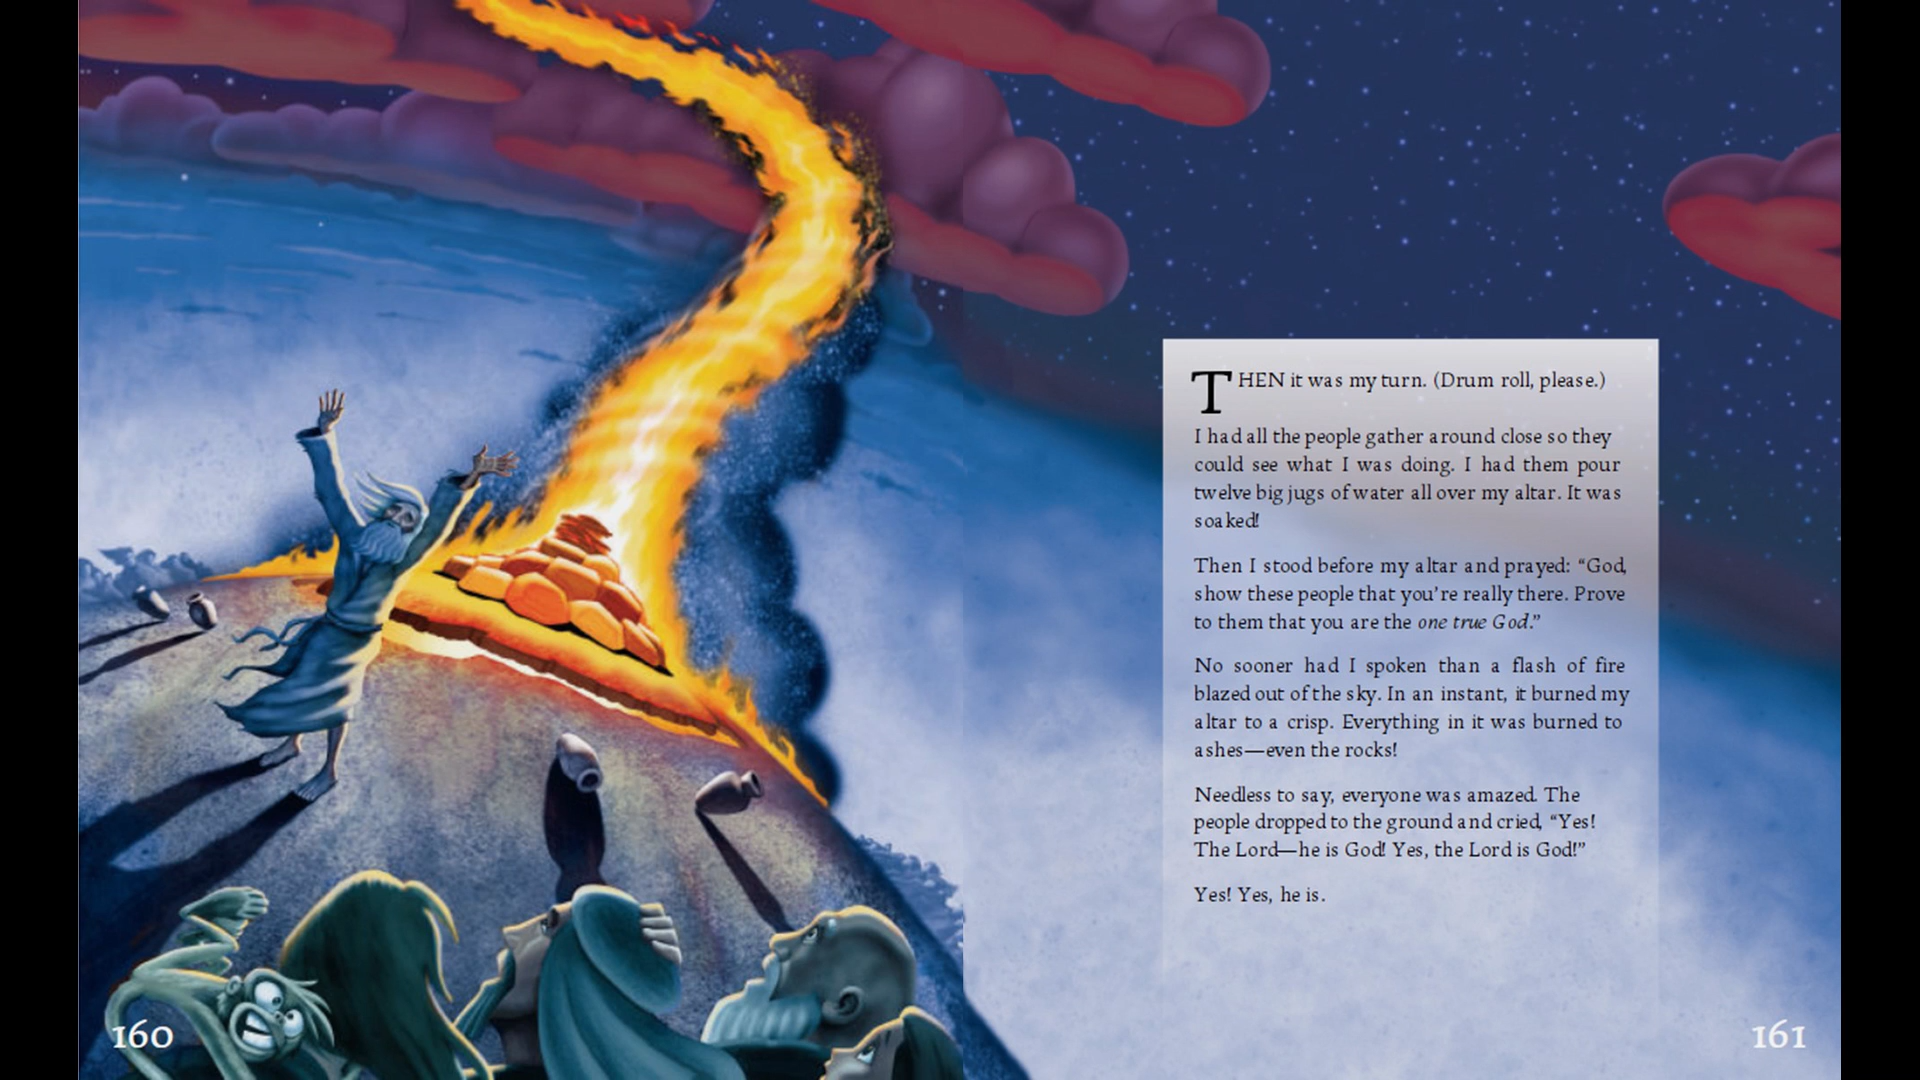 THEN it was my turn. (Drum roll, please.)
I had all the people gather around close so they
could see what I was doing. I had them pour
twelve big jugs of water all over my altar. It was
soaked!
Then I stood before my altar and prayed: “God,
show these people that you’re really there. Prove
to them that you are the one true God.”
No sooner had I spoken than a flash of fire
blazed out of the sky. In an instant, it burned my
altar to a crisp. Everything in it was burned to
ashes—even the rocks!
Needless to say, everyone was amazed. The
people dropped to the ground and cried, “Yes!
The Lord—he is God! Yes, the Lord is God!”
Yes! Yes, he is.
160
161